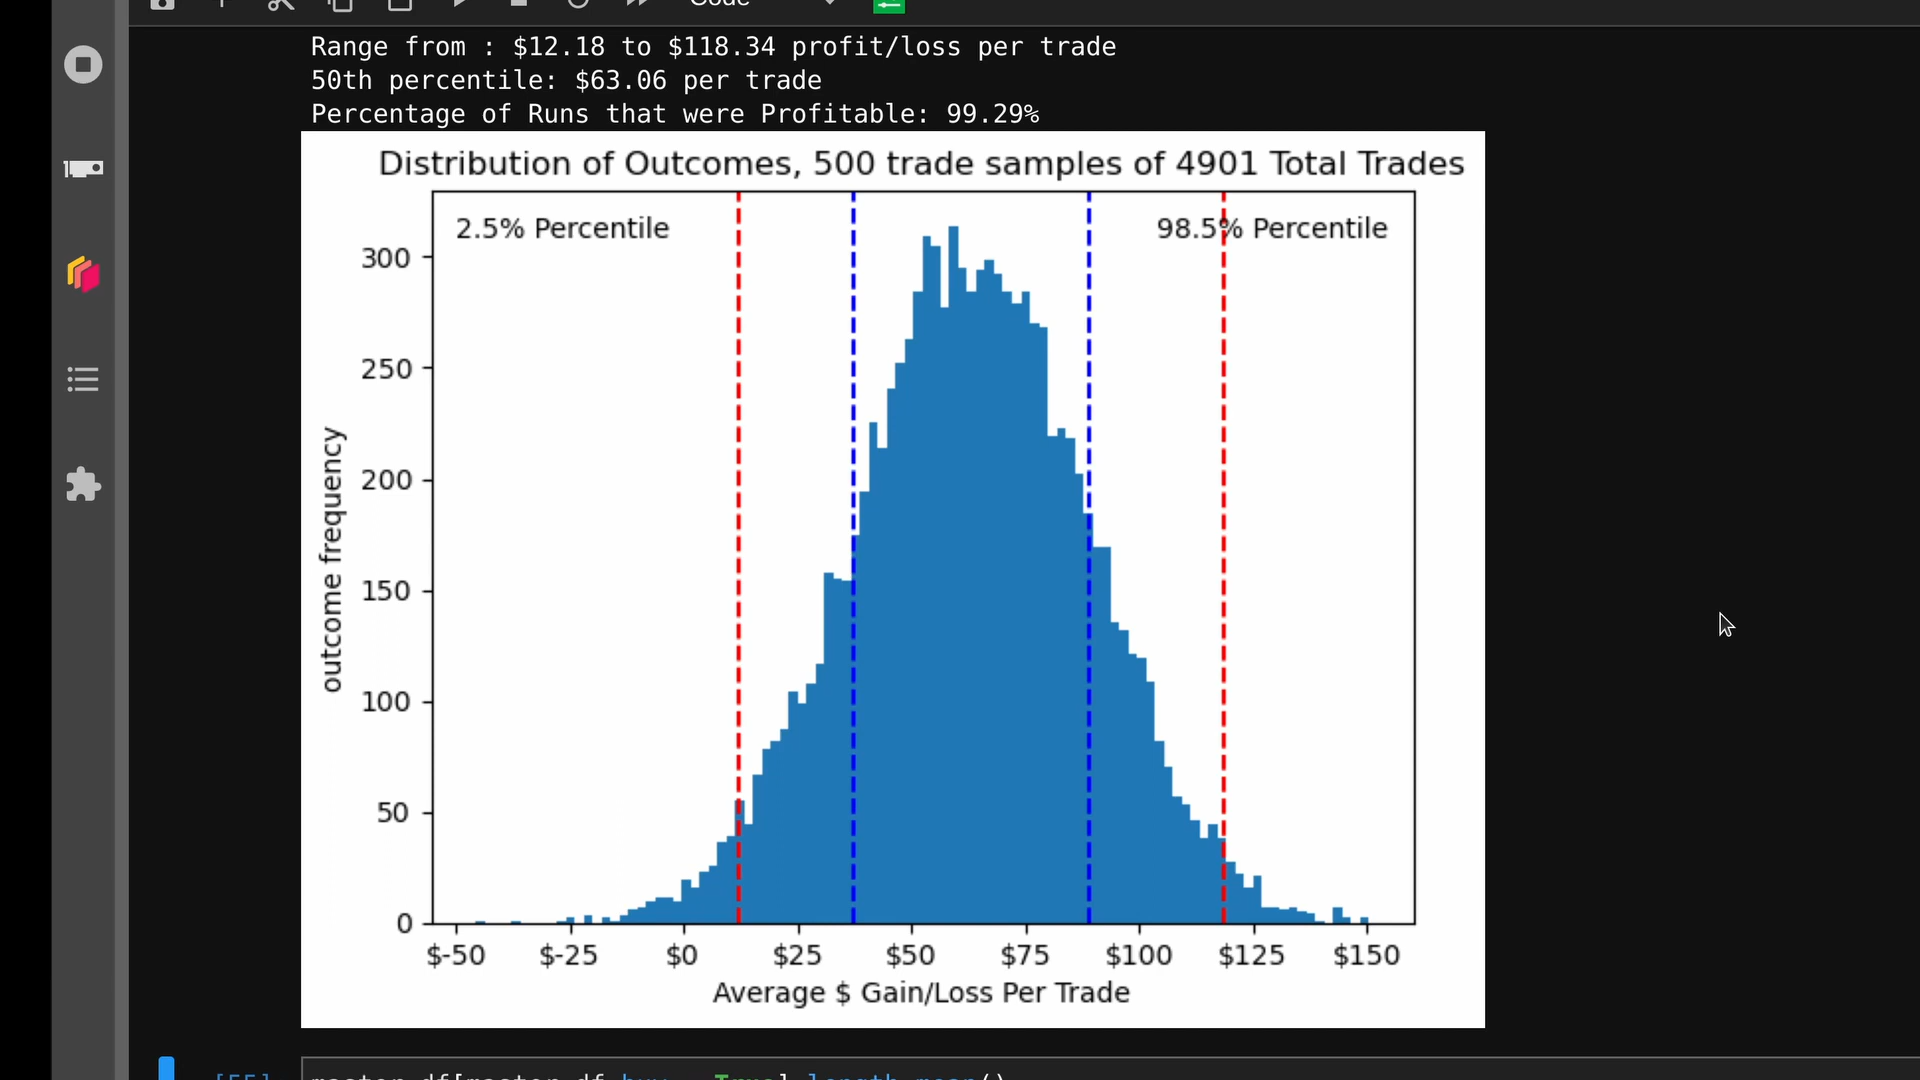 Code
Range from : $12.18 to $118.34 profit/loss per trade
50th percentile: $63.06 per trade
Percentage of Runs that were Profitable: 99.29%
Distribution of Outcomes, 500 trade samples of 4901 Total Trades
2.5% Percentile
98.5% Percentile
300
250
200
150
100
50
0
outcome frequency
$-50 $-25 $0 $25 $50 $75 $100 $125 $150
Average $ Gain/Loss Per Trade